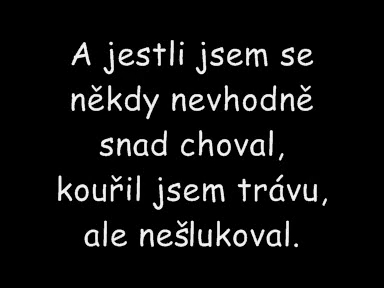 A jestli jsem se
někdy nevhodně
snad choval,
kouřil jsem trávu,
ale nešlukoval.